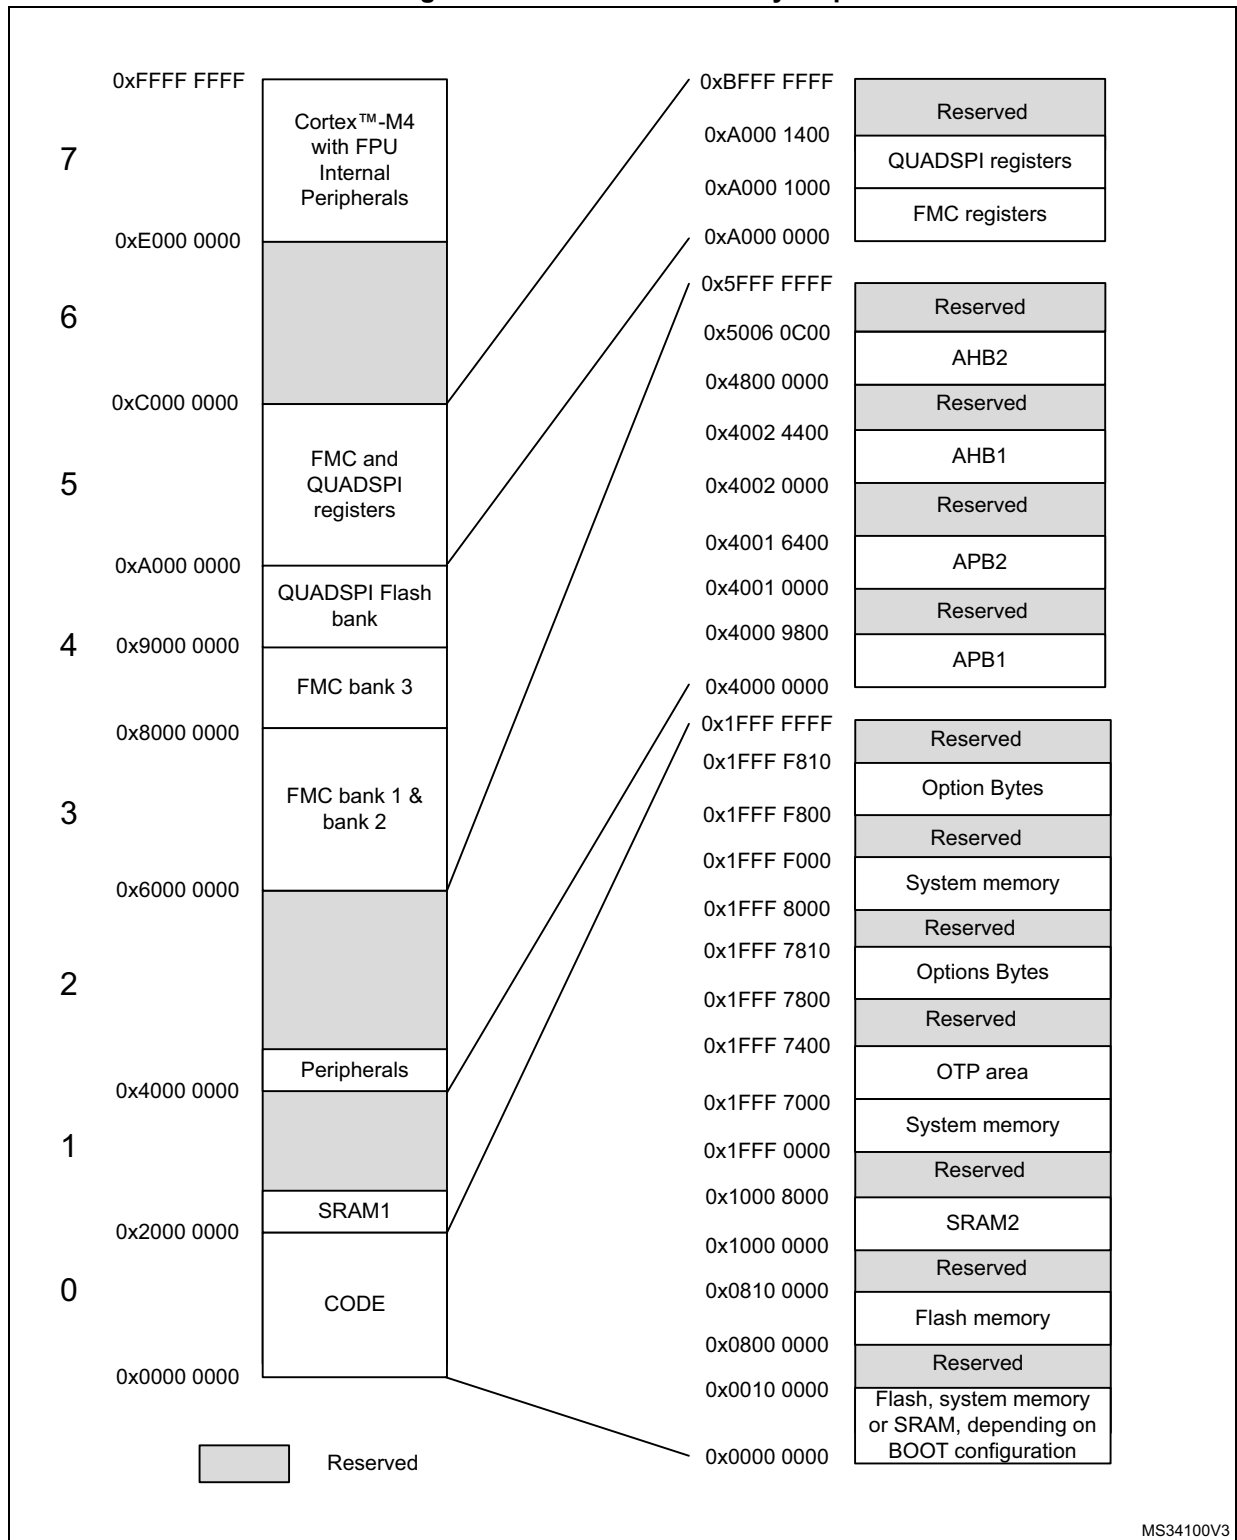 0xFFFF FFFF
Cortex™-M4
with FPU
Internal
Peripherals
7
0xE000 0000
6
0xC000 0000
FMC and
QUADSPI
registers
5
0xA000 0000
QUADSPI Flash
bank
4
0x9000 0000
FMC bank 3
0x8000 0000
FMC bank 1 &
bank 2
3
0x6000 0000
2
Peripherals
0x4000 0000
1
SRAM1
0x2000 0000
0
CODE
0x0000 0000
Reserved
0xBFFF FFFF
Reserved
0xA000 1400
QUADSPI registers
0xA000 1000
FMC registers
0xA000 0000
0x5FFF FFFF
Reserved
0x5006 0C00
AHB2
0x4800 0000
Reserved
0x4002 4400
AHB1
0x4002 0000
Reserved
0x4001 6400
APB2
0x4001 0000
Reserved
0x4000 9800
APB1
0x4000 0000
0x1FFF FFFF
Reserved
0x1FFF F810
Option Bytes
0x1FFF F800
Reserved
0x1FFF F000
System memory
0x1FFF 8000
Reserved
0x1FFF 7810
Options Bytes
0x1FFF 7800
Reserved
0x1FFF 7400
OTP area
0x1FFF 7000
System memory
0x1FFF 0000
Reserved
0x1000 8000
SRAM2
0x1000 0000
Reserved
0x0810 0000
Flash memory
0x0800 0000
Reserved
0x0010 0000
Flash, system memory
or SRAM, depending on
BOOT configuration
0x0000 0000
MS34100V3